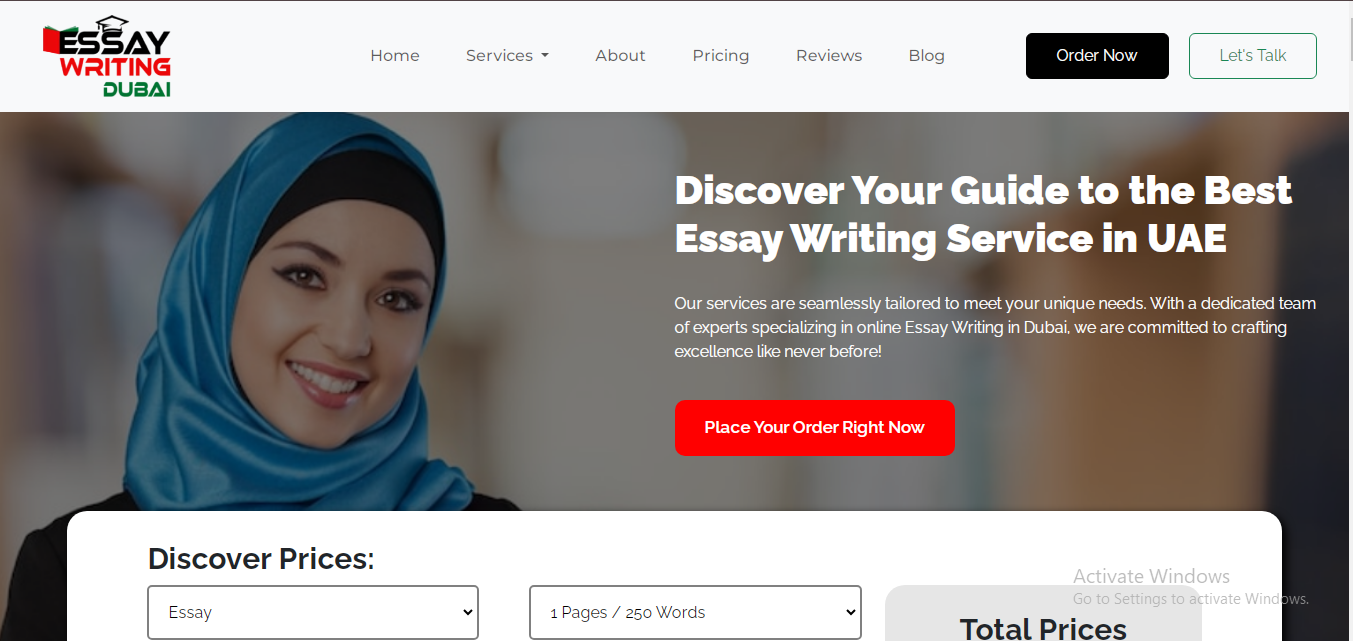 ESSAY
WRITING
DUBAI
Home Services About Pricing Reviews Blog Order Now Let's Talk
Discover Your Guide to the Best
Essay Writing Service in UAE
Our services are seamlessly tailored to meet your unique needs. With a dedicated team
of experts specializing in online Essay Writing in Dubai, we are committed to crafting
excellence like never before!
Place Your Order Right Now
Discover Prices:
Essay
1 Pages / 250 Words
Total Prices
Activate Windows
Go to Settings to activate Windows.